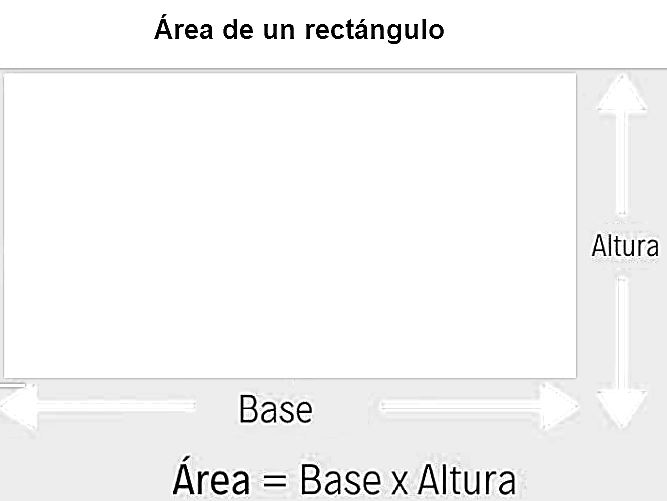 Área de un rectángulo
Altura
Base
Área = Base x Altura